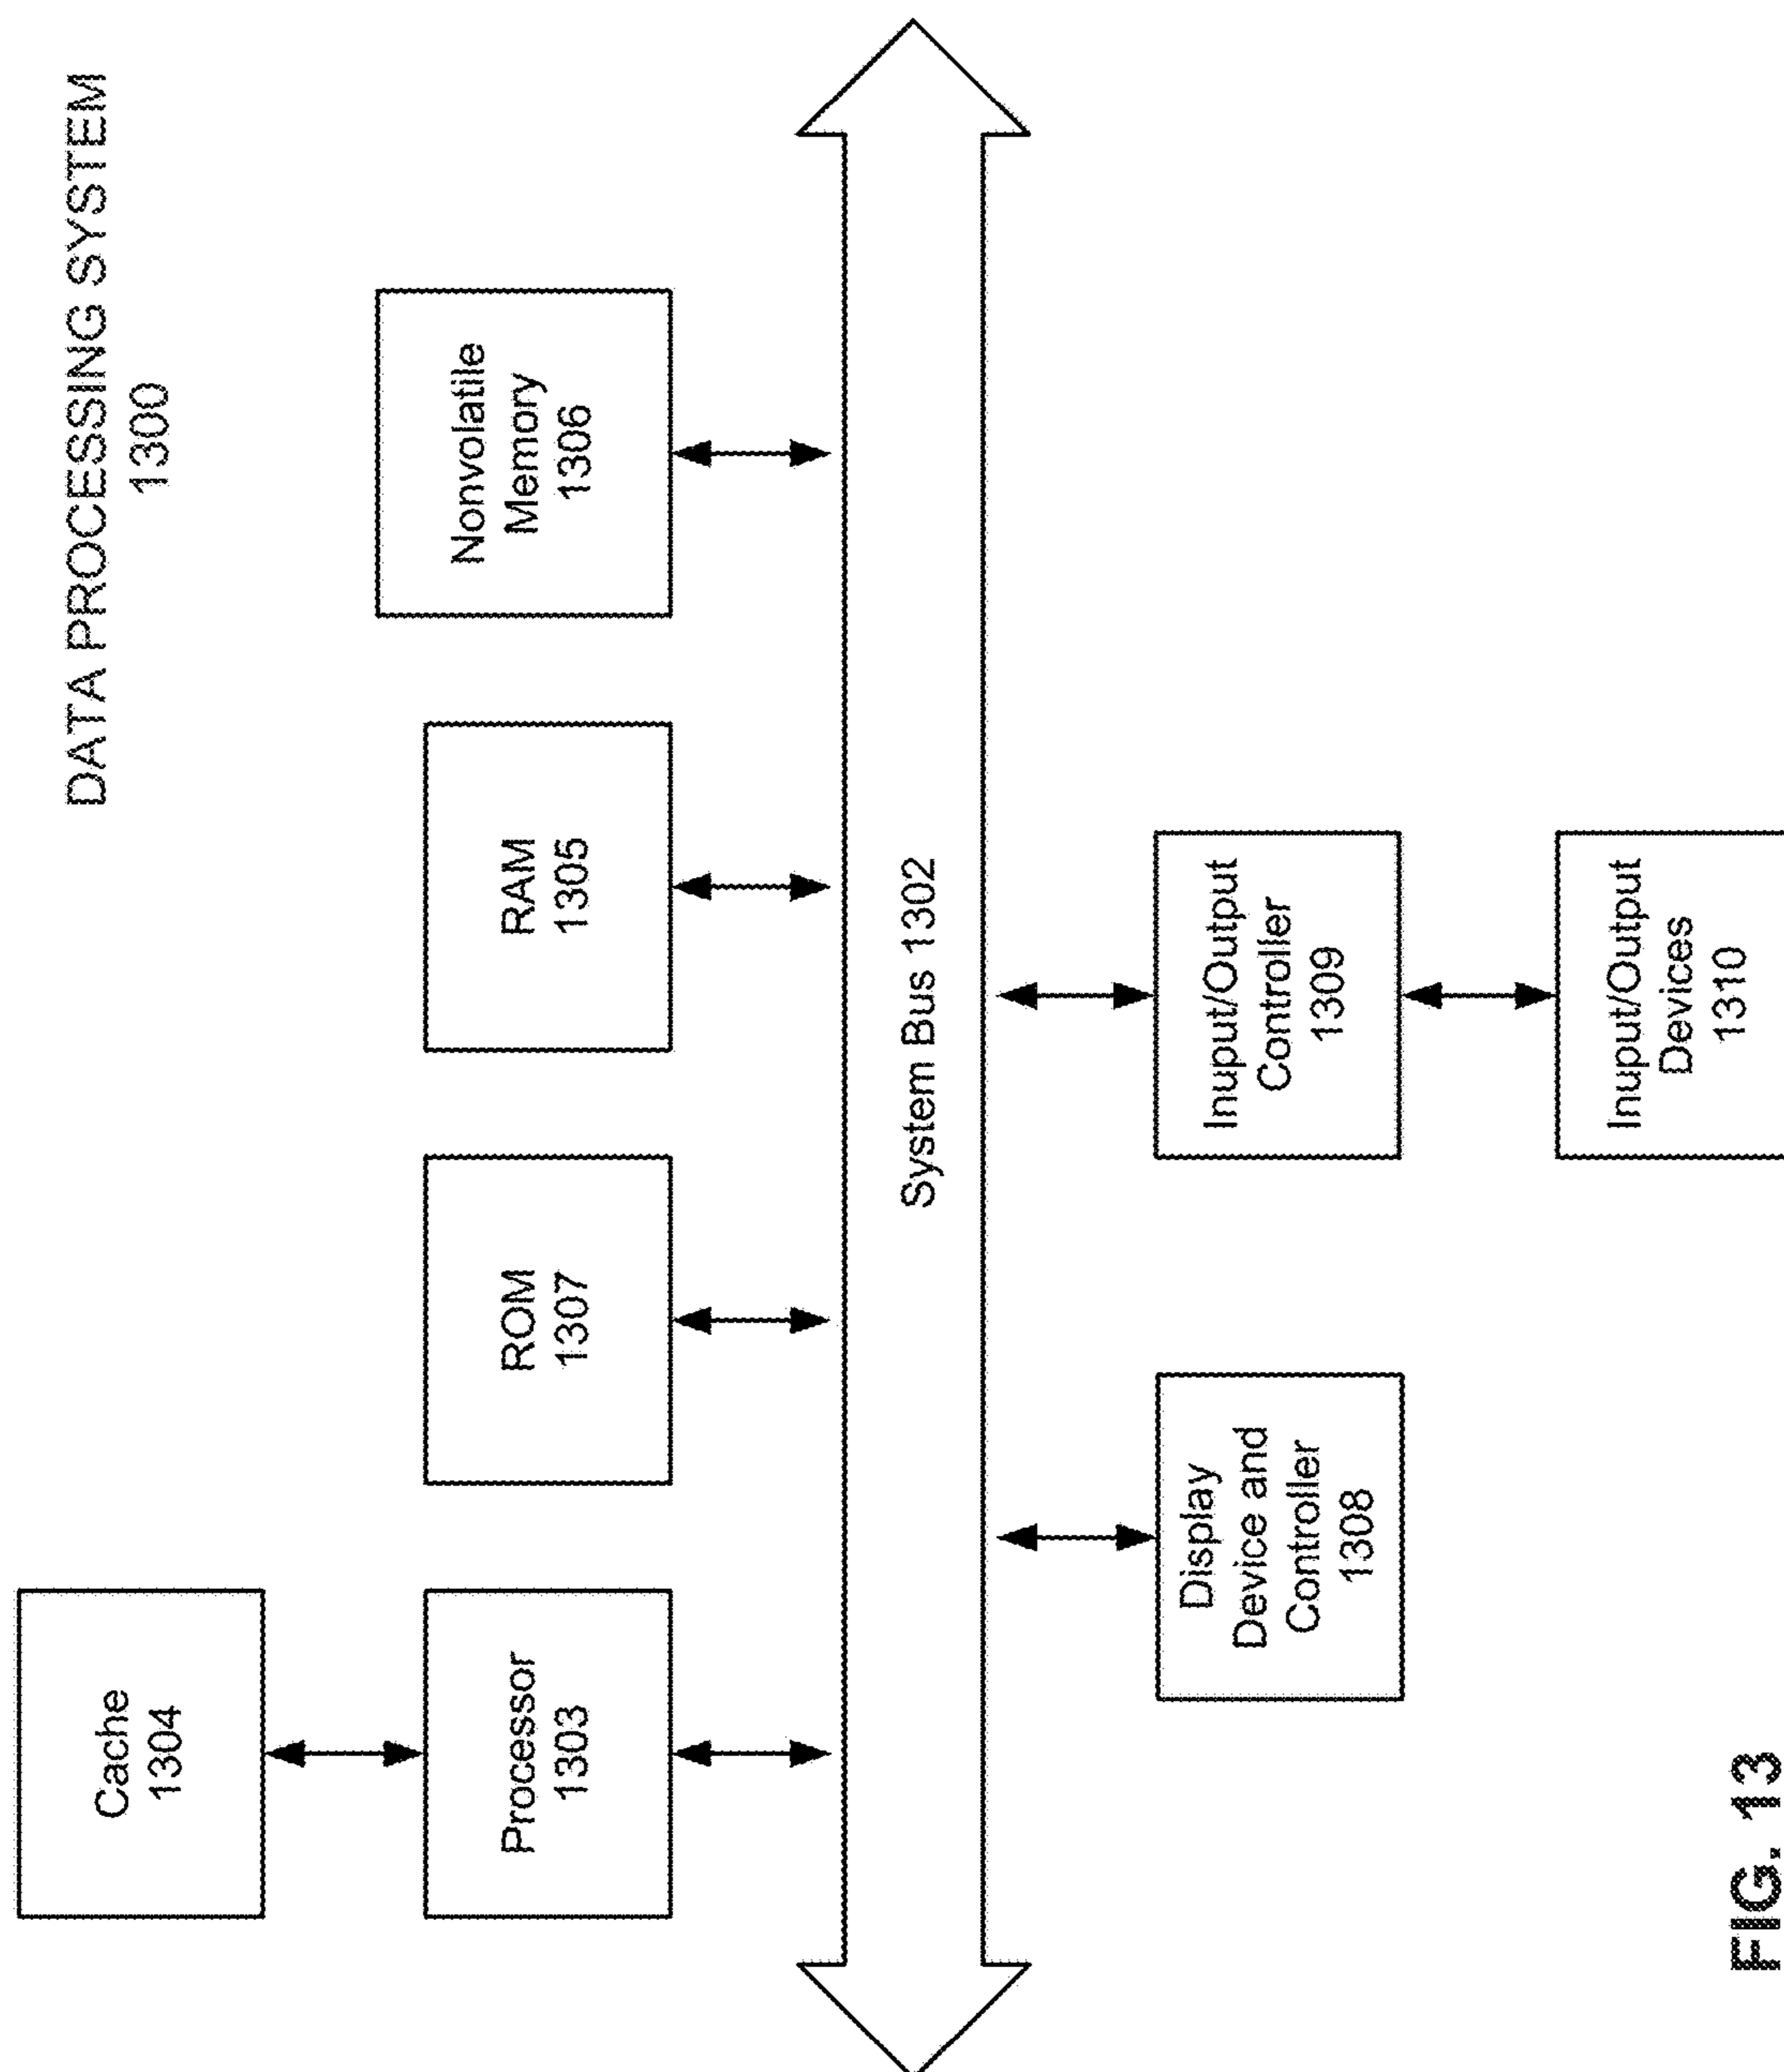 DATA PROCESSING SYSTEM
1300
Cache
1304
Processor
1303
ROM
1307
RAM
1305
Nonvolatile
Memory
1306
System Bus 1302
Display
Device and
Controller
1308
Inuput/Output
Controller
1309
Inuput/Output
Devices
1310
FIG. 13